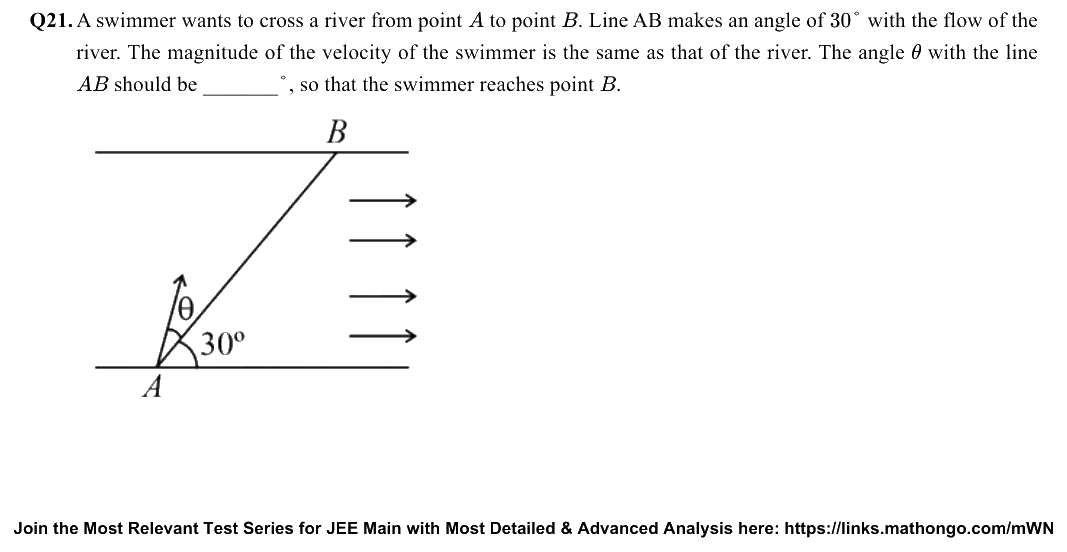 Q21. A swimmer wants to cross a river from point A to point B. Line AB makes an angle of 30° with the flow of the
river. The magnitude of the velocity of the swimmer is the same as that of the river. The angle θ with the line
AB should be ________°, so that the swimmer reaches point B.
B
θ
30°
A
Join the Most Relevant Test Series for JEE Main with Most Detailed & Advanced Analysis here: https://links.mathongo.com/mWN